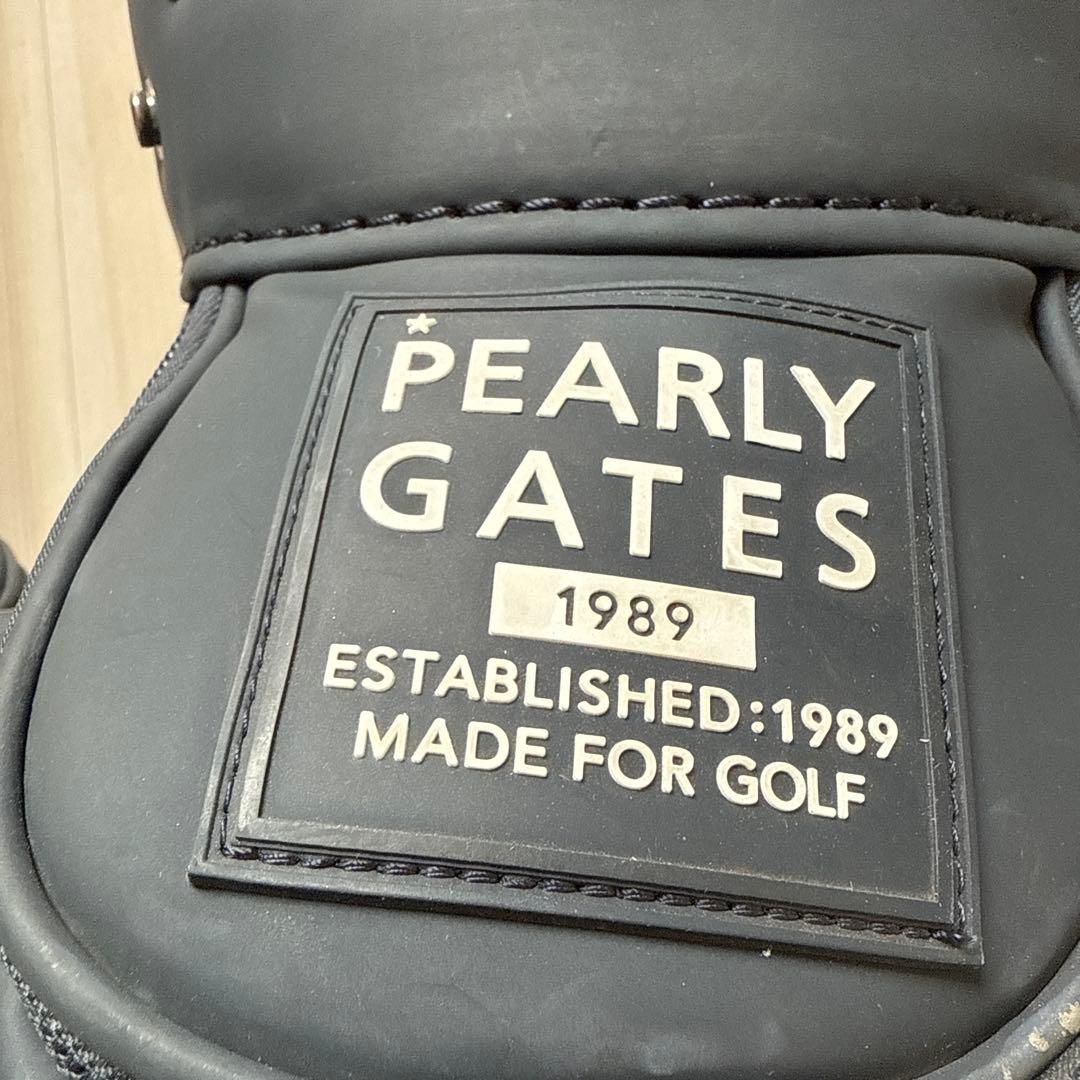 PEARLY
GATES
1989
ESTABLISHED:1989
MADE FOR GOLF